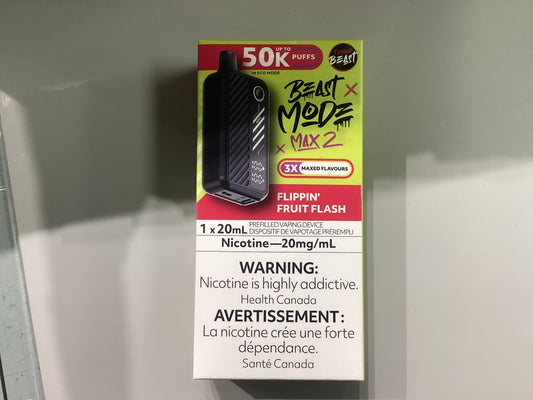 UP TO
50K PUFFS
IN ECO MODE
BEAST
BEAST
MODE
MAX 2
3X MAXED FLAVOURS
FLIPPIN'
FRUIT FLASH
1 x 20mL PREFILLED VAPING DEVICE
DISPOSITIF DE VAPOTAGE PRÉREMPLI
Nicotine—20mg/mL
WARNING:
Nicotine is highly addictive.
Health Canada
AVERTISSEMENT :
La nicotine crée une forte
dépendance.
Santé Canada